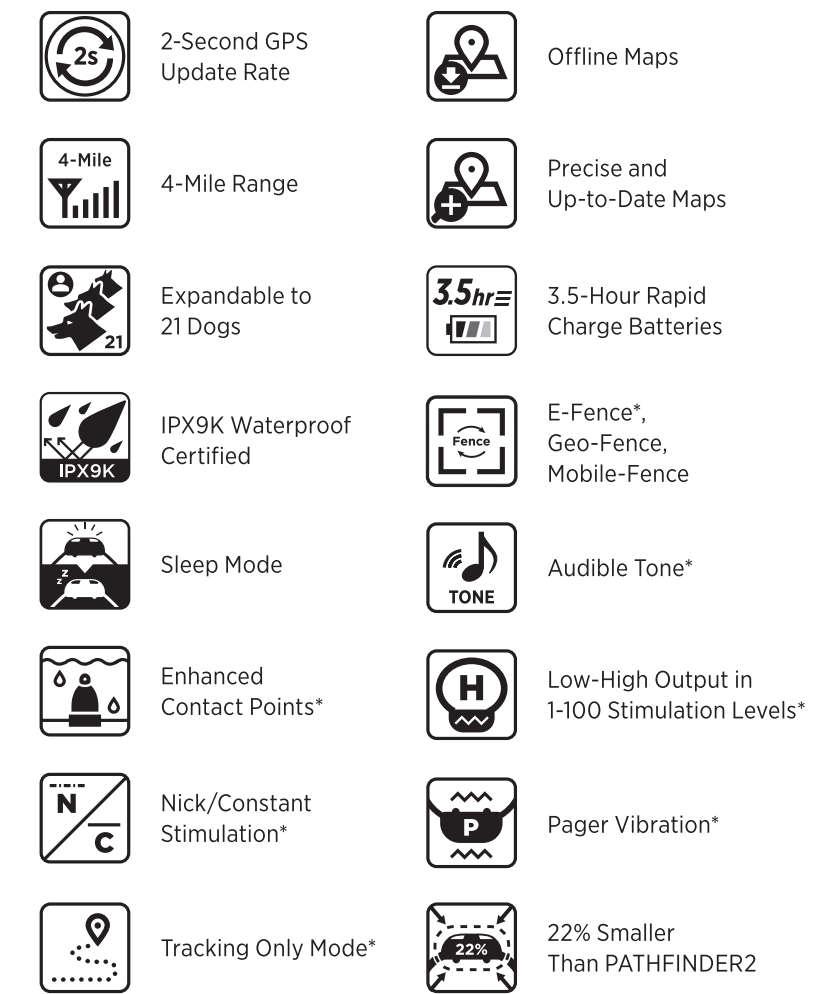 2s
2-Second GPS
Update Rate
Offline Maps
4-Mile
4-Mile Range
Precise and
Up-to-Date Maps
21
Expandable to
21 Dogs
3.5hr
3.5-Hour Rapid
Charge Batteries
IPX9K
IPX9K Waterproof
Certified
Fence
E-Fence*,
Geo-Fence,
Mobile-Fence
z
z
Sleep Mode
TONE
Audible Tone*
Enhanced
Contact Points*
H
Low-High Output in
1-100 Stimulation Levels*
N
C
Nick/Constant
Stimulation*
P
Pager Vibration*
Tracking Only Mode*
22%
22% Smaller
Than PATHFINDER2